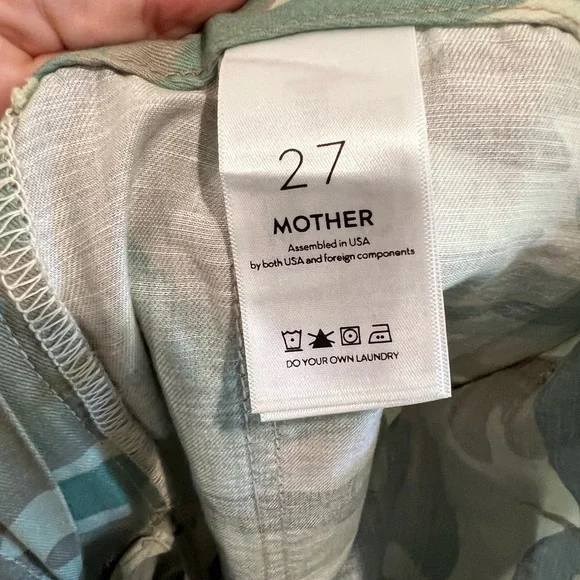 27
MOTHER
Assembled in USA
by both USA and foreign components
DO YOUR OWN LAUNDRY